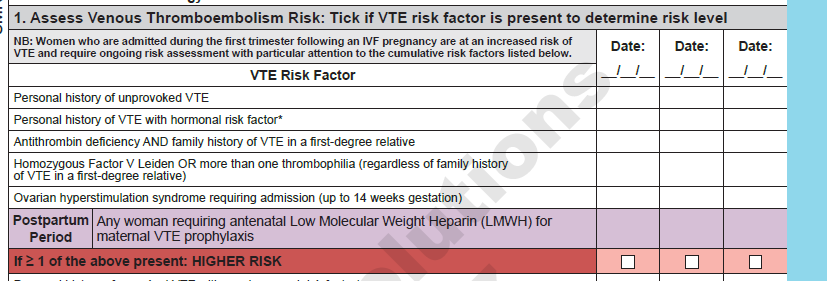 1. Assess Venous Thromboembolism Risk: Tick if VTE risk factor is present to determine risk level
NB: Women who are admitted during the first trimester following an IVF pregnancy are at an increased risk of
VTE and require ongoing risk assessment with particular attention to the cumulative risk factors listed below.
Date: Date: Date:
VTE Risk Factor
__/__/__ __/__/__ __/__/__
Personal history of unprovoked VTE
Personal history of VTE with hormonal risk factor*
Antithrombin deficiency AND family history of VTE in a first-degree relative
Homozygous Factor V Leiden OR more than one thrombophilia (regardless of family history
of VTE in a first-degree relative)
Ovarian hyperstimulation syndrome requiring admission (up to 14 weeks gestation)
Postpartum
Period
Any woman requiring antenatal Low Molecular Weight Heparin (LMWH) for
maternal VTE prophylaxis
If ≥ 1 of the above present: HIGHER RISK